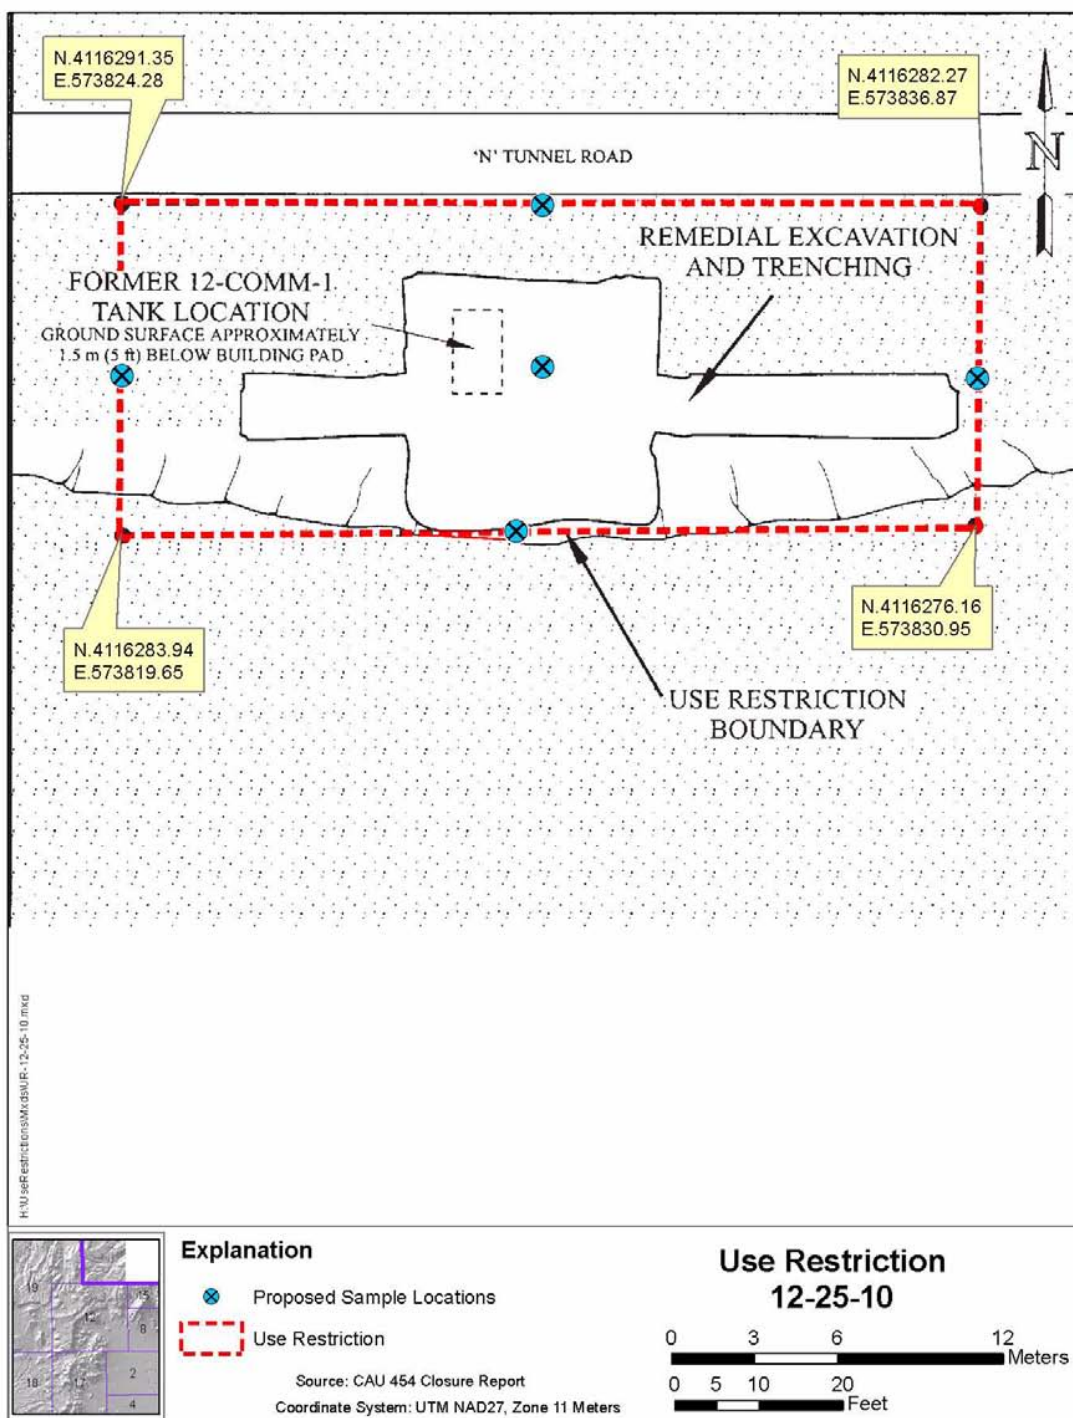 N.4116291.35
E.573824.28
N.4116282.27
E.573836.87
'N' TUNNEL ROAD
N
REMEDIAL EXCAVATION
AND TRENCHING
FORMER 12-COMM-1
TANK LOCATION
GROUND SURFACE APPROXIMATELY
1.5 m (5 ft) BELOW BUILDING PAD
N.4116276.16
E.573830.95
N.4116283.94
E.573819.65
USE RESTRICTION
BOUNDARY
H:\UseRestrictions\Mxds\UR-12-25-10.mxd
19
15
12
8
18
17
2
4
Explanation
Proposed Sample Locations
Use Restriction
Source: CAU 454 Closure Report
Coordinate System: UTM NAD27, Zone 11 Meters
Use Restriction
12-25-10
0 3 6 12
Meters
0 5 10 20
Feet